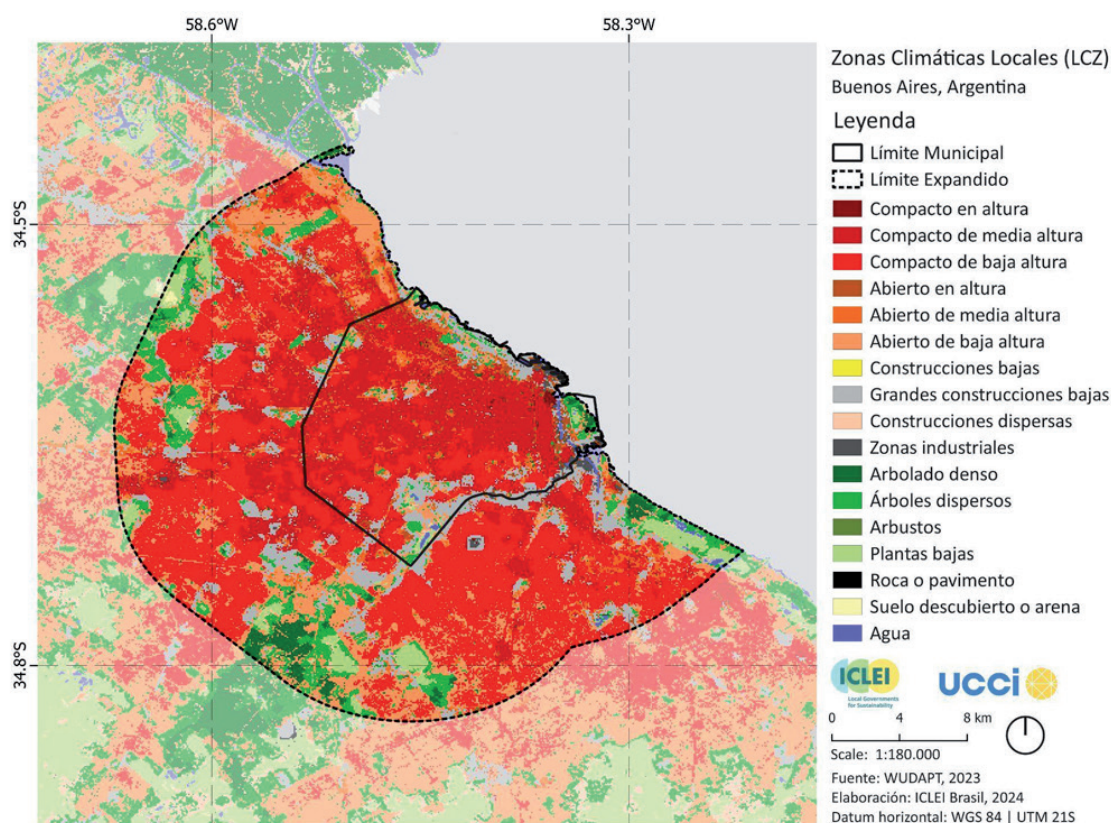 58.6°W
58.3°W
34.5°S
34.8°S
Zonas Climáticas Locales (LCZ)
Buenos Aires, Argentina
Leyenda
Límite Municipal
Límite Expandido
Compacto en altura
Compacto de media altura
Compacto de baja altura
Abierto en altura
Abierto de media altura
Abierto de baja altura
Construcciones bajas
Grandes construcciones bajas
Construcciones dispersas
Zonas industriales
Arbolado denso
Árboles dispersos
Arbustos
Plantas bajas
Roca o pavimento
Suelo descubierto o arena
Agua
ICLEI
Local Governments
for Sustainability
UCCI
0 4 8 km
Scale: 1:180.000
Fuente: WUDAPT, 2023
Elaboración: ICLEI Brasil, 2024
Datum horizontal: WGS 84 | UTM 21S